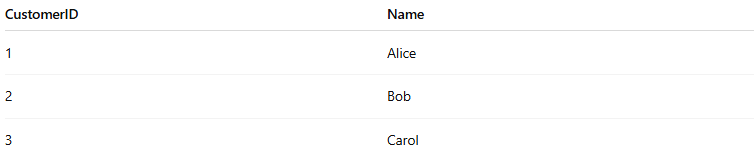 CustomerID Name
1 Alice
2 Bob
3 Carol